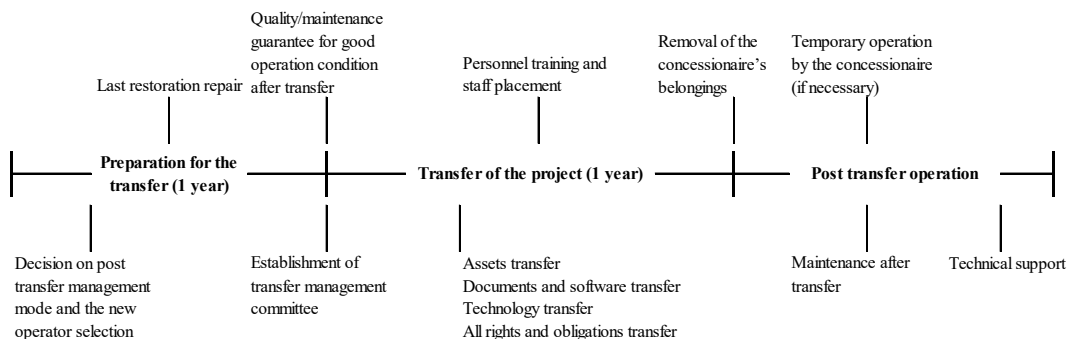 Quality/maintenance
guarantee for good
operation condition
after transfer
Last restoration repair
Personnel training and
staff placement
Removal of the
concessionaire's
belongings
Temporary operation
by the concessionaire
(if necessary)
Preparation for the
transfer (1 year)
Transfer of the project (1 year)
Post transfer operation
Decision on post
transfer management
mode and the new
operator selection
Establishment of
transfer management
committee
Assets transfer
Documents and software transfer
Technology transfer
All rights and obligations transfer
Maintenance after
transfer
Technical support